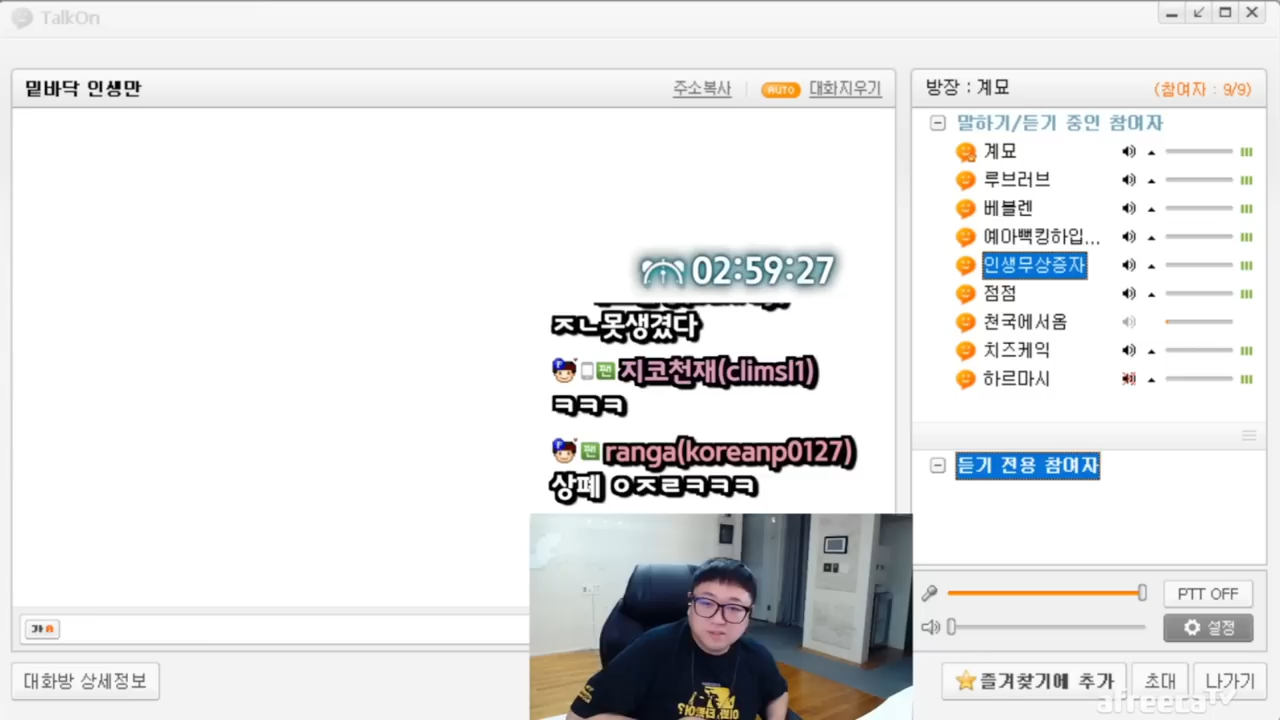 TalkOn
밑바닥 인생만
주소복사
AUTO
대화지우기
방장 : 계묘
(참여자 : 9/9)
말하기/듣기 중인 참여자
계묘
루브러브
베블렌
예아빽킹하입...
인생무상증자
점점
천국에서옴
치즈케익
하르마시
02:59:27
ㅈㄴ못생겼다
팬 지코천재(climsl1)
ㅋㅋㅋ
팬 ranga(koreanp0127)
상폐 ㅇㅈㄹㅋㅋㅋ
듣기 전용 참여자
PTT OFF
설정
가
대화방 상세정보
즐겨찾기에 추가
초대
나가기
afreecaTV